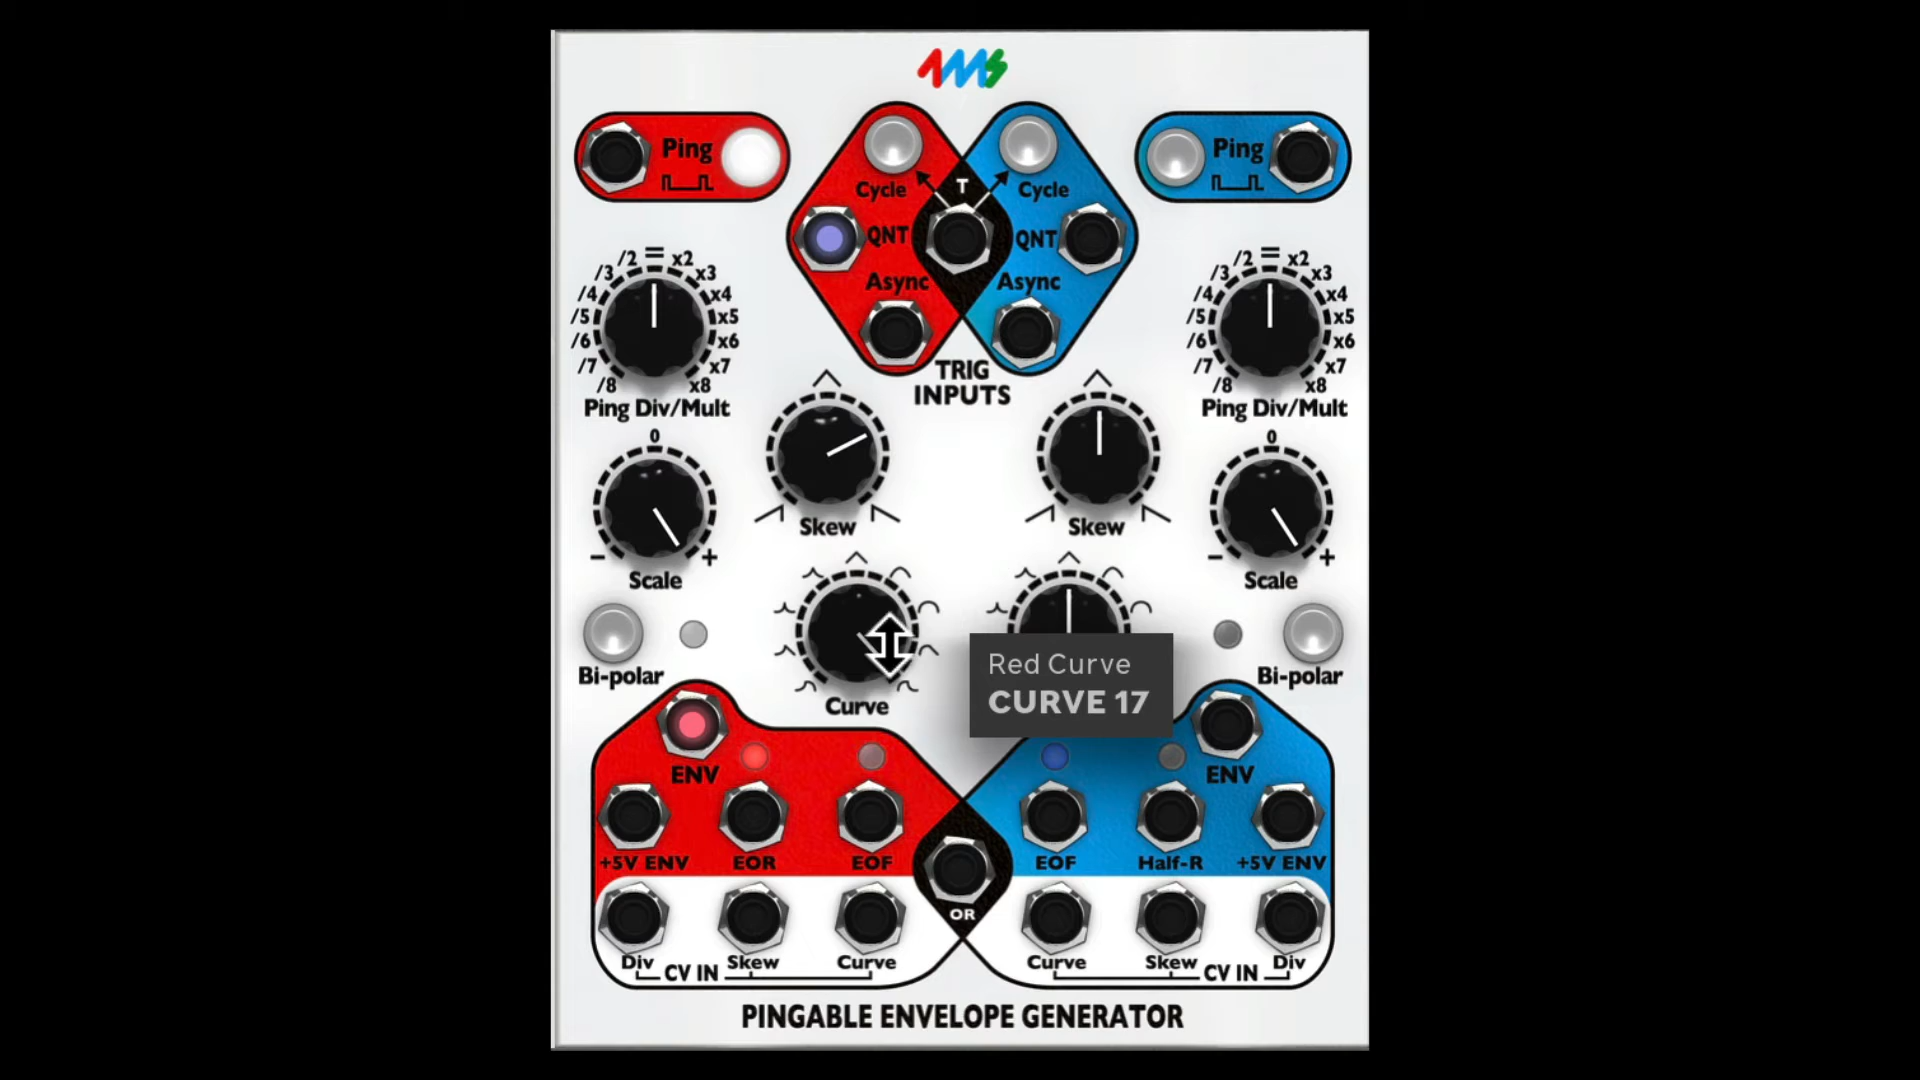 4MS
Ping
Ping
Cycle
T
Cycle
QNT
QNT
Async
Async
TRIG
INPUTS
/8 /7 /6 /5 /4 /3 /2 = x2 x3 x4 x5 x6 x7 x8
Ping Div/Mult
/8 /7 /6 /5 /4 /3 /2 = x2 x3 x4 x5 x6 x7 x8
Ping Div/Mult
Skew
Skew
0
- +
Scale
0
- +
Scale
Bi-polar
Bi-polar
Curve
Red Curve
CURVE 17
ENV
ENV
+5V ENV
EOR
EOF
EOF
Half-R
+5V ENV
OR
Div
Skew
Curve
CV IN
Curve
Skew
Div
CV IN
PINGABLE ENVELOPE GENERATOR